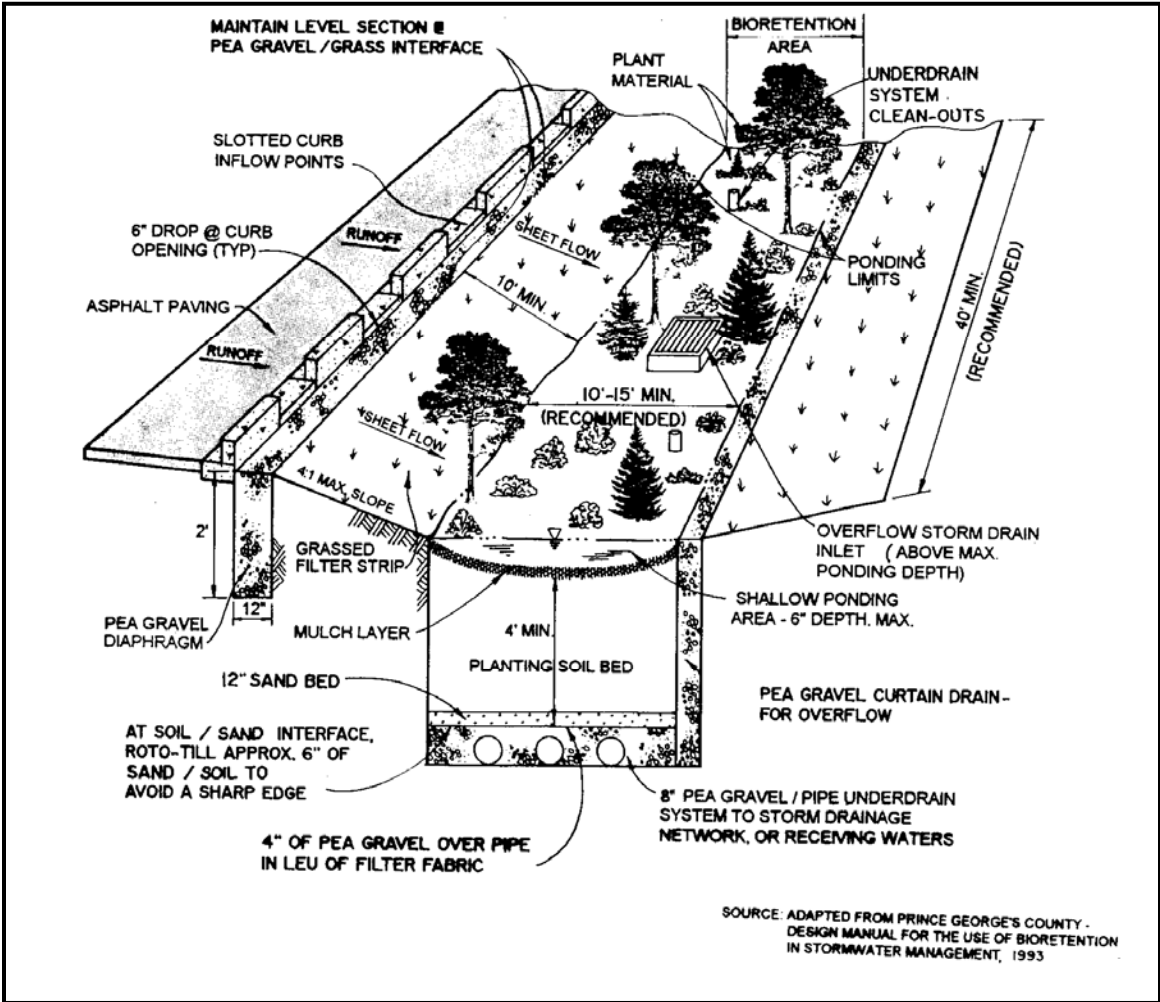 MAINTAIN LEVEL SECTION @
PEA GRAVEL / GRASS INTERFACE
BIORETENTION
AREA
PLANT
MATERIAL
UNDERDRAIN
SYSTEM
CLEAN-OUTS
SLOTTED CURB
INFLOW POINTS
6" DROP @ CURB
OPENING (TYP)
RUNOFF
SHEET FLOW
PONDING
LIMITS
10' MIN.
40' MIN.
(RECOMMENDED)
ASPHALT PAVING
RUNOFF
10'-15' MIN.
(RECOMMENDED)
SHEET FLOW
4:1 MAX. SLOPE
2'
12"
GRASSED
FILTER STRIP
OVERFLOW STORM DRAIN
INLET (ABOVE MAX.
PONDING DEPTH)
PEA GRAVEL
DIAPHRAGM
MULCH LAYER
4' MIN.
SHALLOW PONDING
AREA - 6" DEPTH. MAX.
PLANTING SOIL BED
12" SAND BED
PEA GRAVEL CURTAIN DRAIN-
FOR OVERFLOW
AT SOIL / SAND INTERFACE,
ROTO-TILL APPROX. 6" OF
SAND / SOIL TO
AVOID A SHARP EDGE
8" PEA GRAVEL / PIPE UNDERDRAIN
SYSTEM TO STORM DRAINAGE
NETWORK, OR RECEIVING WATERS
4" OF PEA GRAVEL OVER PIPE
IN LEU OF FILTER FABRIC
SOURCE: ADAPTED FROM PRINCE GEORGE'S COUNTY -
DESIGN MANUAL FOR THE USE OF BIORETENTION
IN STORMWATER MANAGEMENT, 1993